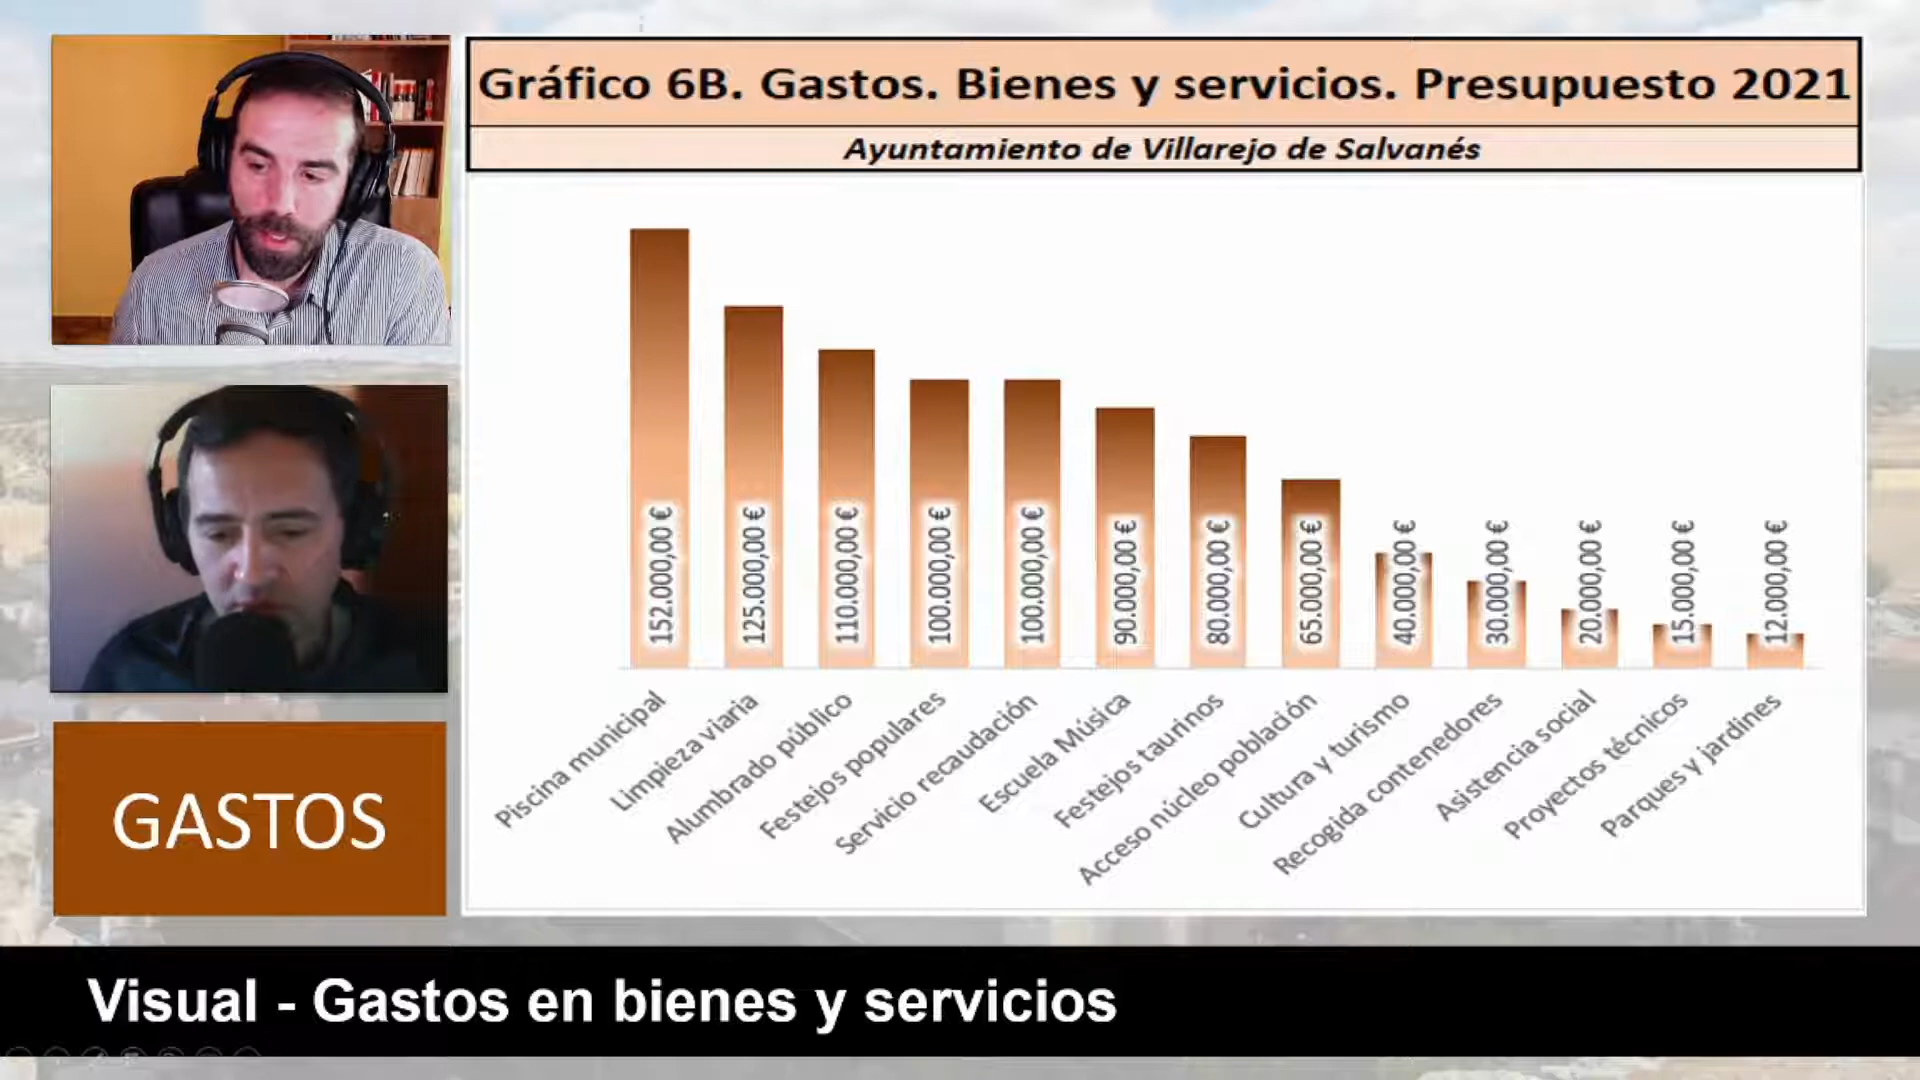 Gráfico 6B. Gastos. Bienes y servicios. Presupuesto 2021
Ayuntamiento de Villarejo de Salvanés
152.000,00 €
125.000,00 €
110.000,00 €
100.000,00 €
100.000,00 €
90.000,00 €
80.000,00 €
65.000,00 €
40.000,00 €
30.000,00 €
20.000,00 €
15.000,00 €
12.000,00 €
Piscina municipal
Limpieza viaria
Alumbrado público
Festejos populares
Servicio recaudación
Escuela Música
Festejos taurinos
Acceso núcleo población
Cultura y turismo
Recogida contenedores
Asistencia social
Proyectos técnicos
Parques y jardines
GASTOS
Visual - Gastos en bienes y servicios